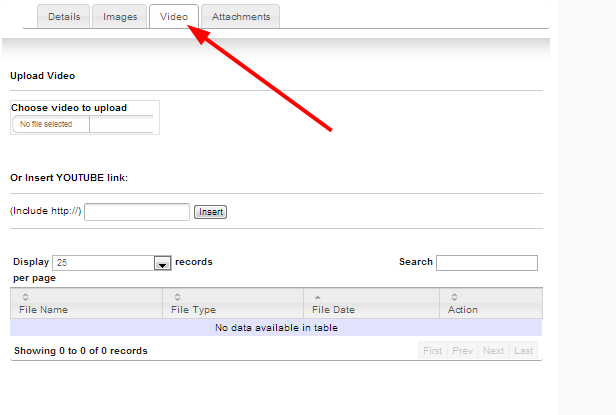 Details Images Video Attachments
Upload Video
Choose video to upload
No file selected
Or Insert YOUTUBE link:
(Include http://) Insert
Display 25 records Search
per page
File Name File Type File Date Action
No data available in table
Showing 0 to 0 of 0 records First Prev Next Last